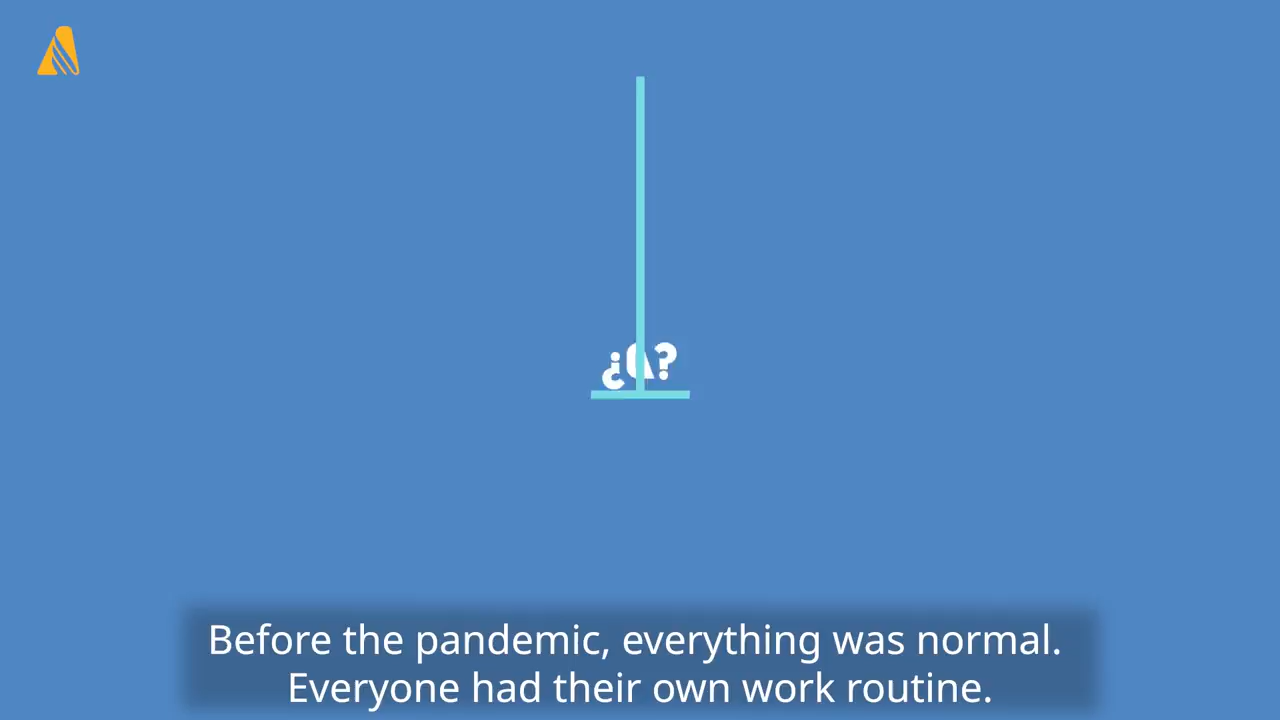 Before the pandemic, everything was normal.
Everyone had their own work routine.